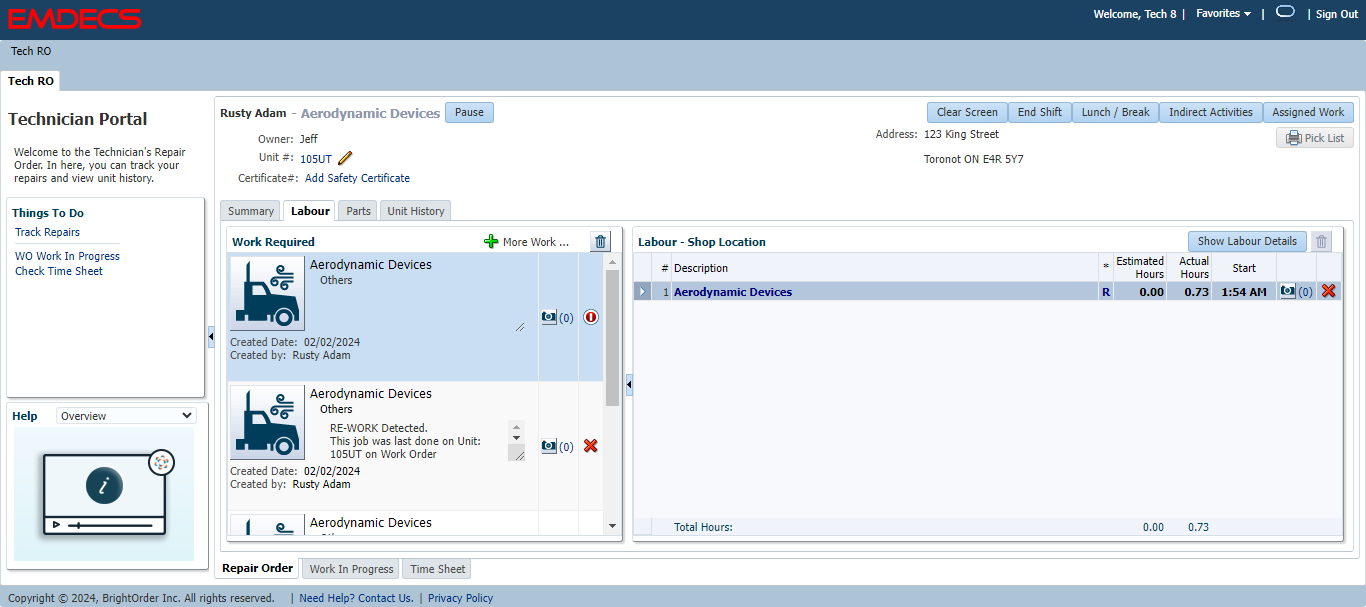 EMDECS
Welcome, Tech 8 | Favorites | | Sign Out
Tech RO
Tech RO
Technician Portal
Welcome to the Technician's Repair
Order. In here, you can track your
repairs and view unit history.
Things To Do
Track Repairs
WO Work In Progress
Check Time Sheet
Help Overview
i
Rusty Adam - Aerodynamic Devices Pause
Clear Screen End Shift Lunch / Break Indirect Activities Assigned Work
Owner: Jeff
Unit #: 105UT
Certificate#: Add Safety Certificate
Address: 123 King Street
Toronot ON E4R 5Y7
Pick List
Summary Labour Parts Unit History
Work Required More Work ...
Aerodynamic Devices
Others
(0)
Created Date: 02/02/2024
Created by: Rusty Adam
Aerodynamic Devices
Others
RE-WORK Detected.
This job was last done on Unit:
105UT on Work Order
(0)
Created Date: 02/02/2024
Created by: Rusty Adam
Aerodynamic Devices
Labour - Shop Location Show Labour Details
# Description * Estimated Hours Actual Hours Start
1 Aerodynamic Devices R 0.00 0.73 1:54 AM (0)
Total Hours: 0.00 0.73
Repair Order Work In Progress Time Sheet
Copyright © 2024, BrightOrder Inc. All rights reserved. | Need Help? Contact Us. | Privacy Policy